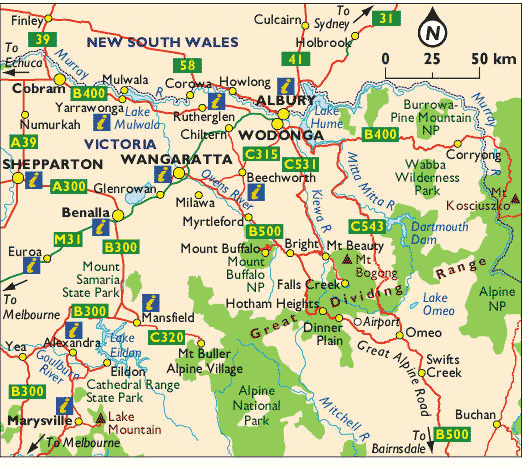 Finley
Culcairn
To
Sydney
31
39
Holbrook
To
Echuca
NEW SOUTH WALES
41
N
Murray
58
0
50 km
Cobram
Mulwala
R
Corowa
Howlong
i
B400
ALBURY
Lake
Hume
Burrowa-
Pine Mountain
NP
Murray
R
Yarrawonga
i
Rutherglen
Numurkah
i
Lake
Mulwala
Chiltern
WODONGA
B400
A39
VICTORIA
C315
C531
Corryong
SHEPPARTON
WANGARATTA
i
i
Mitta Mitta R
Wabba
Wilderness
Park
i
A300
Glenrowan
Ovens River
Beechworth
Mt
Kosciuszko
Milawa
Kiewa R
Benalla
i
Myrtleford
C543
Dartmouth
Dam
M31
B300
B500
Euroa
i
Mount Buffalo
Bright
Mt Beauty
Mount
Buffalo
NP
Mt
Bogong
Mount
Samaria
State Park
Falls Creek
To
Melbourne
Great Dividing Range
Alpine
NP
Hotham Heights
Lake
Omeo
B300
i
Mansfield
Airport
Dinner
Plain
Omeo
Yea
i
Alexandra
C320
Lake
Eildon
Mt Buller
Alpine Village
Great Alpine Road
Goulburn
River
Eildon
Swifts
Creek
B300
Cathedral Range
State Park
Alpine
National
Park
Mitchell R
i
Marysville
Lake
Mountain
Buchan
To Melbourne
To
Bairnsdale
B500